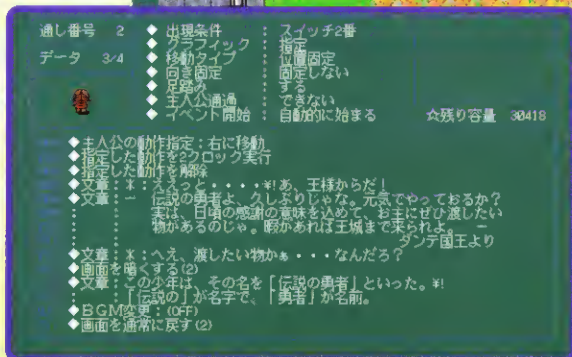 通し番号 2 ◆ 出現条件 : スイッチ2番
◆ グラフィック : 指定
データ 3/4 ◆ 移動タイプ : 位置固定
◆ 向き固定 : 固定しない
◆ 足踏み : する
◆ 主人公通過 : できない
◆ イベント開始 : 自動的に始まる ☆残り容量 30418
◆主人公の動作指定:右に移動
◆指定した動作を2クロック実行
◆指定した動作を解除
◆文章:*:ええっと・・・・¥!あ、王様からだ!
◆文章:ー 伝説の勇者よ、久しぶりじゃな。元気でやっておるか?
: : 実は、日頃の感謝の意味を込めて、お主にぜひ渡したい
: : 物があるのじゃ。暇があれば王城まで来られよ。 ー
: : ダンテ国王より
◆文章:*:へえ、渡したい物かぁ・・・なんだろ?
◆画面を暗くする(2)
◆文章:この少年は、その名を「伝説の勇者」といった。¥!
: :「伝説の」が名字で、「勇者」が名前。
◆BGM変更:(OFF)
◆画面を通常に戻す(2)